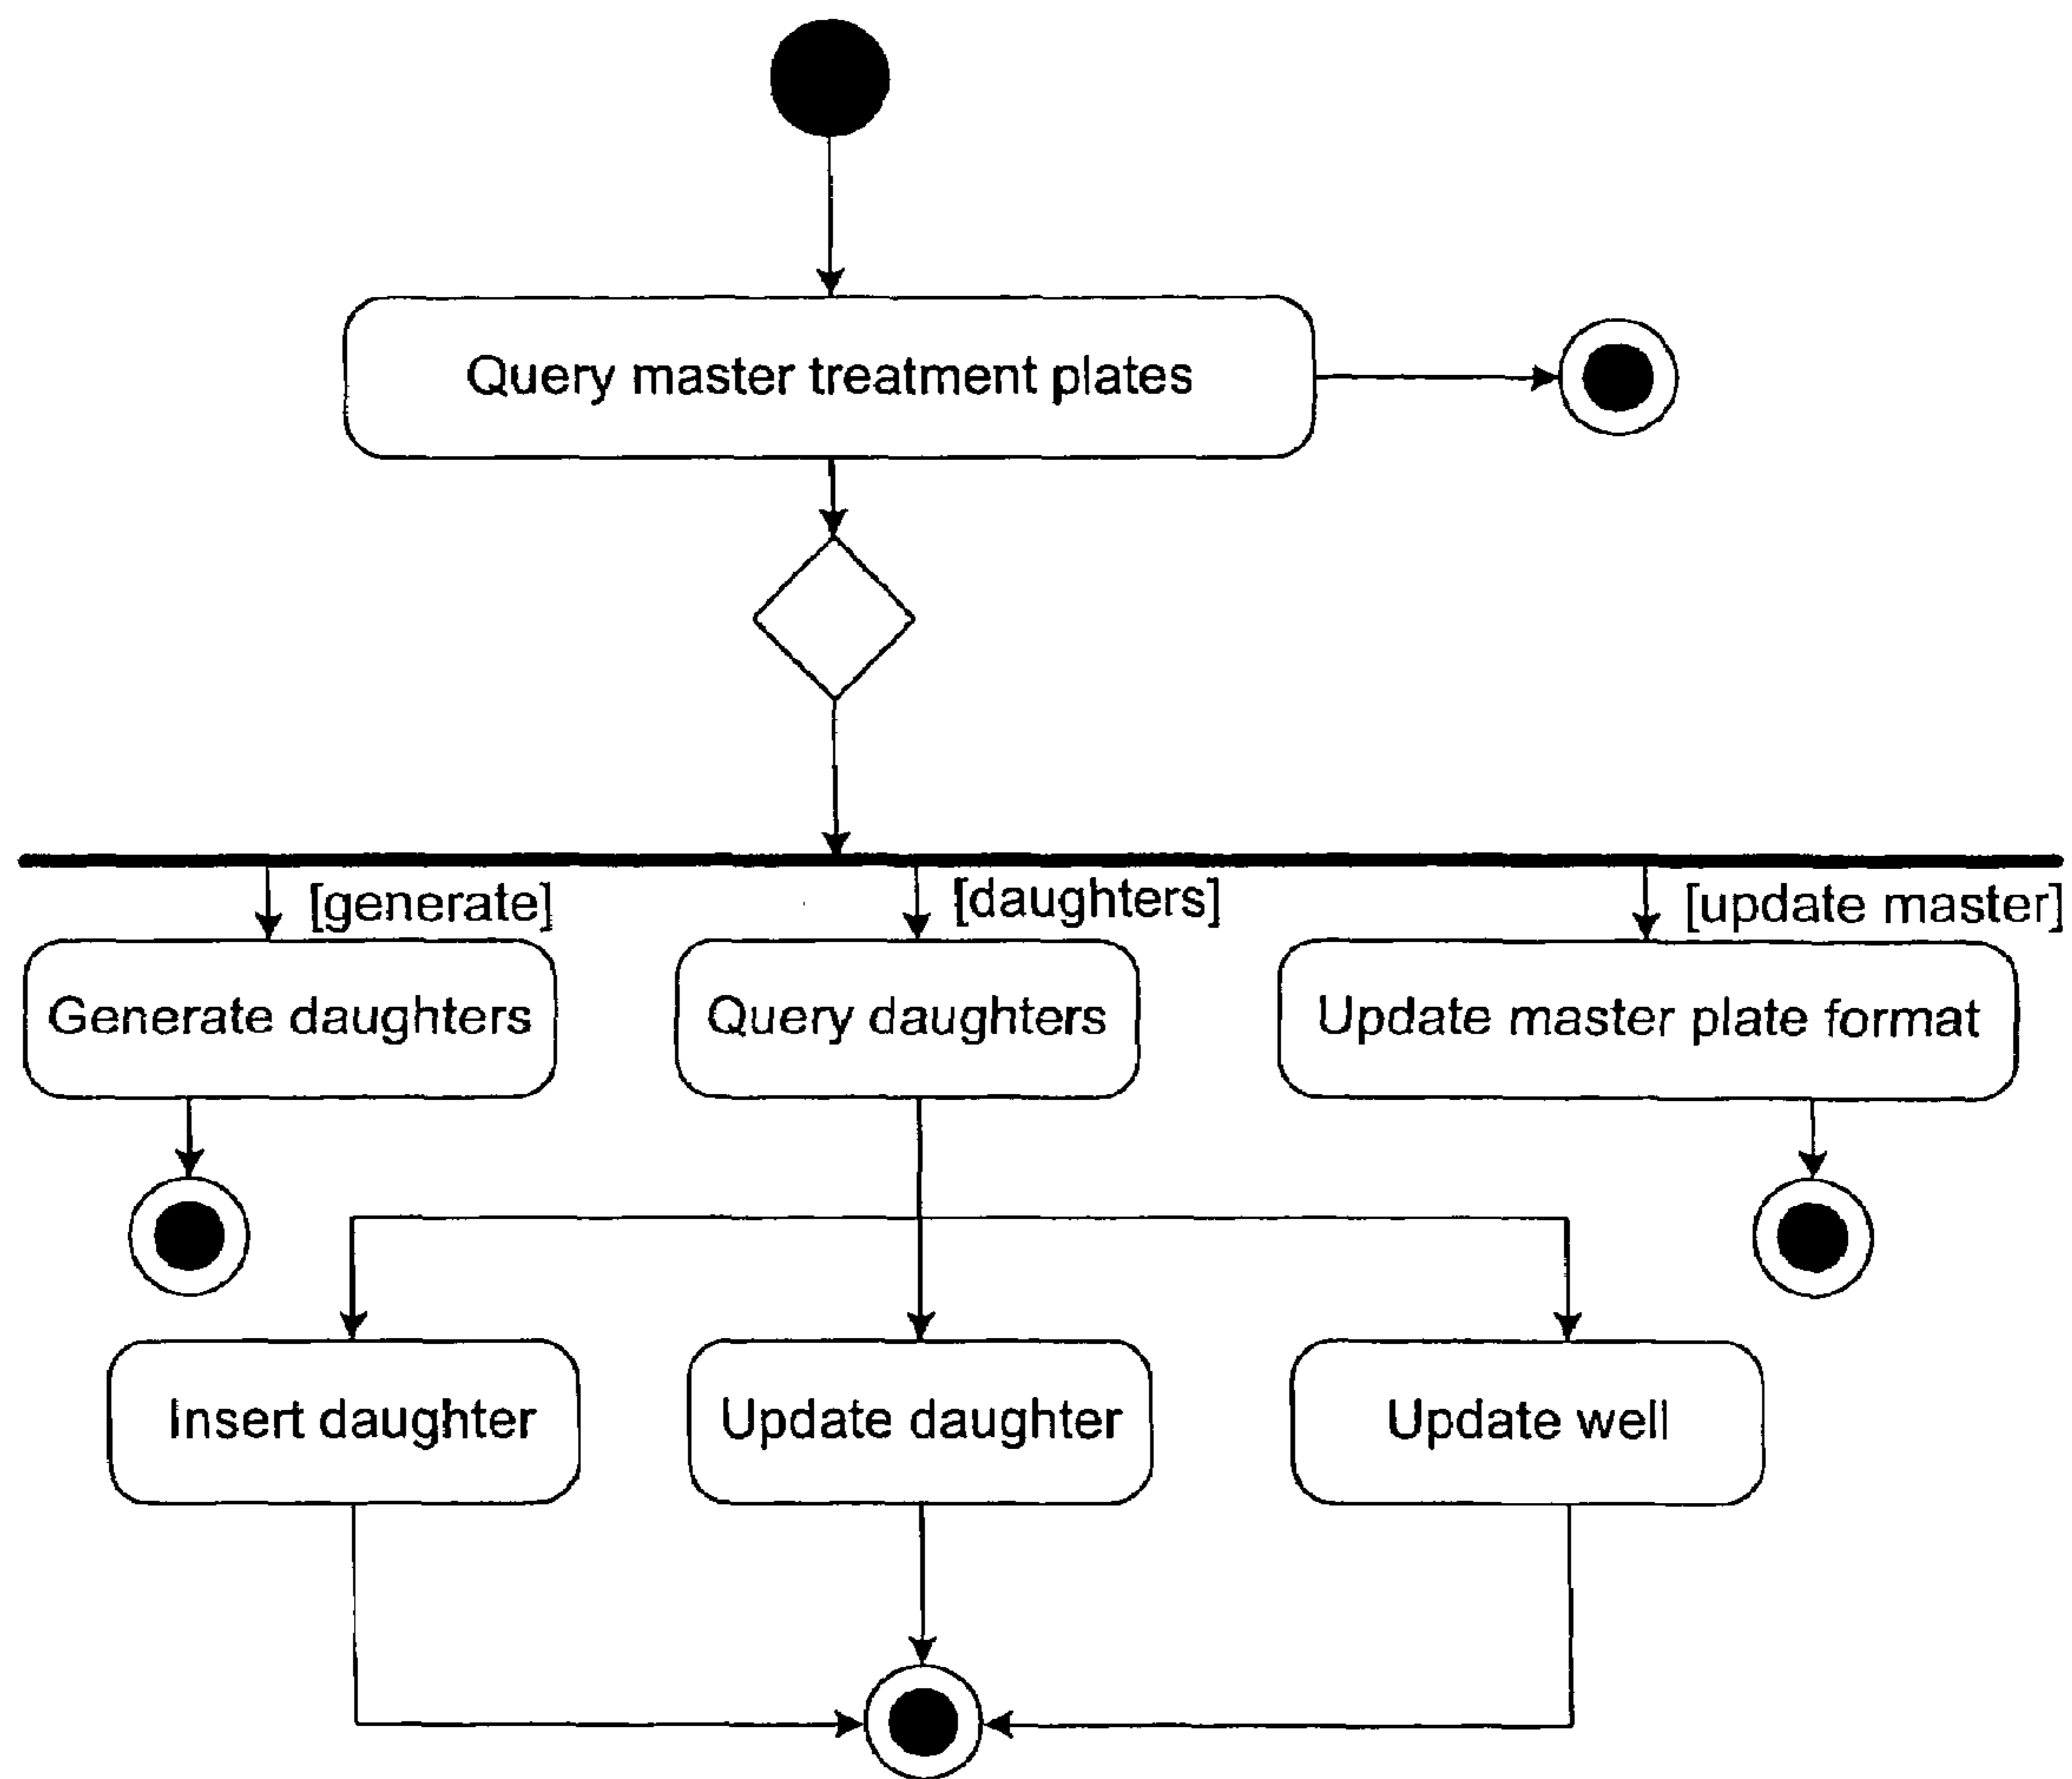 Query master treatment plates
[generate]
[daughters]
[update master]
Generate daughters
Query daughters
Update master plate format
Insert daughter
Update daughter
Update well